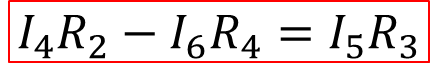 I₄R₂ − I₆R₄ = I₅R₃